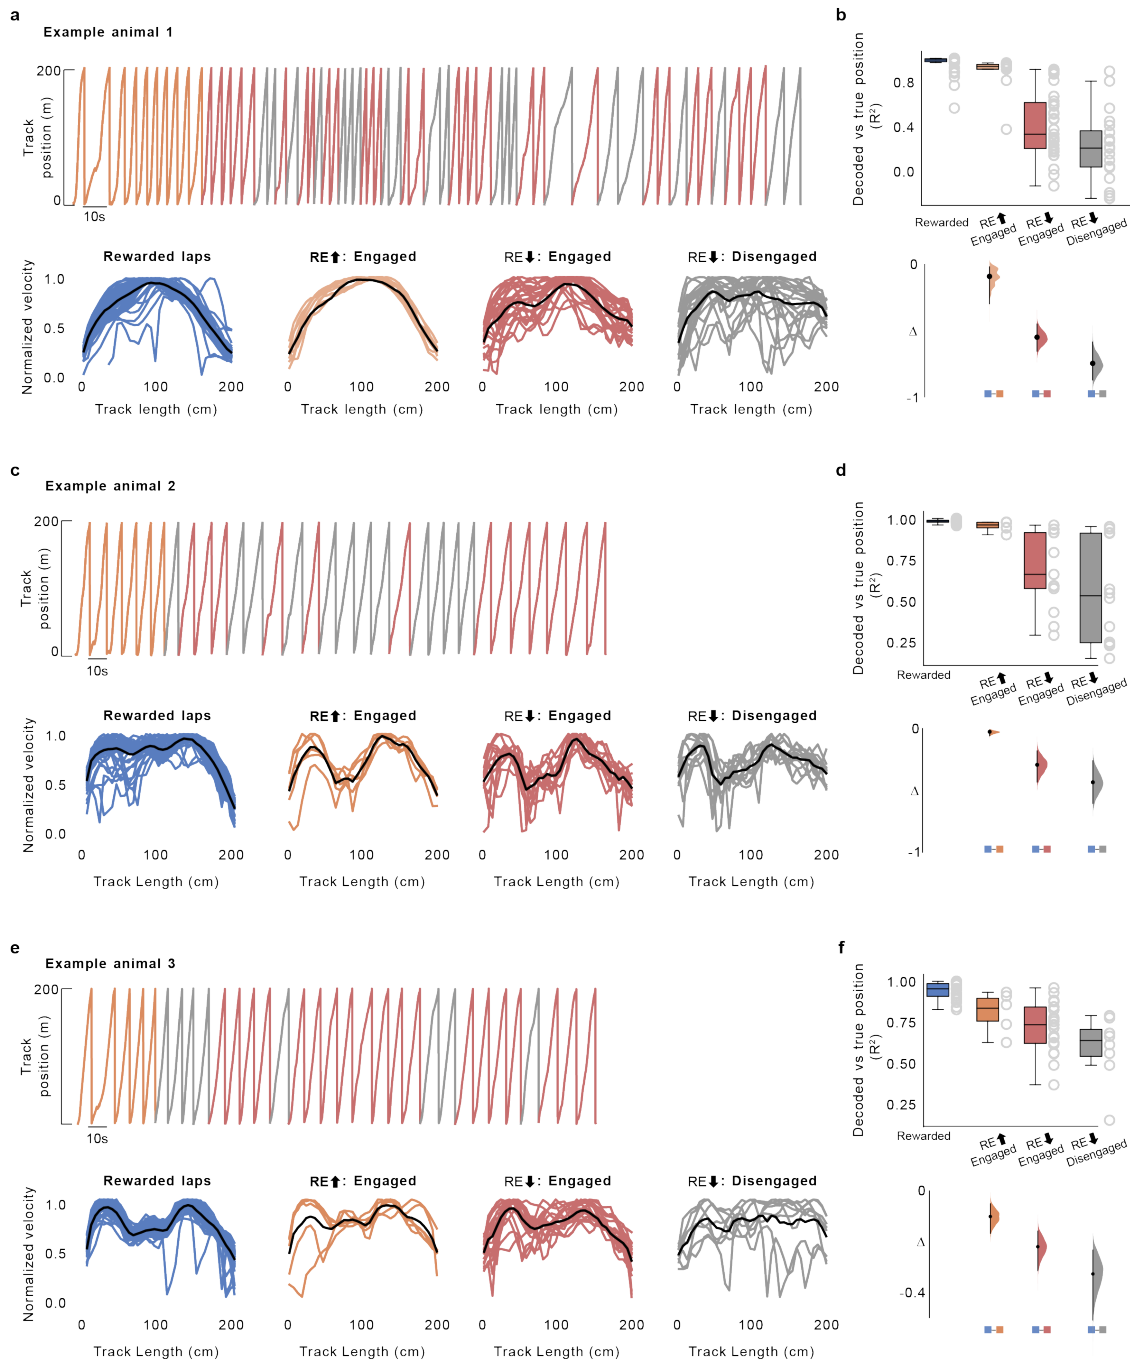 a
Example animal 1
Track
position (m)
200
0
10s
Rewarded laps
RE⬆: Engaged
RE⬇: Engaged
RE⬇: Disengaged
Normalized velocity
1.0
0.5
0.0
0 100 200
0 100 200
0 100 200
0 100 200
Track length (cm)
Track length (cm)
Track length (cm)
Track length (cm)
b
Decoded vs true position
(R²)
0.8
0.4
0.0
Rewarded
RE⬆
Engaged
RE⬇
Engaged
RE⬇
Disengaged
0
Δ
-1
c
Example animal 2
Track
position (m)
200
0
10s
Rewarded laps
RE⬆: Engaged
RE⬇: Engaged
RE⬇: Disengaged
Normalized velocity
1.0
0.5
0.0
0 100 200
0 100 200
0 100 200
0 100 200
Track Length (cm)
Track Length (cm)
Track Length (cm)
Track Length (cm)
d
Decoded vs true position
(R²)
1.00
0.75
0.50
0.25
Rewarded
RE⬆
Engaged
RE⬇
Engaged
RE⬇
Disengaged
0
Δ
-1
e
Example animal 3
Track
position (m)
200
0
10s
Rewarded laps
RE⬆: Engaged
RE⬇: Engaged
RE⬇: Disengaged
Normalized velocity
1.0
0.5
0.0
0 100 200
0 100 200
0 100 200
0 100 200
Track Length (cm)
Track Length (cm)
Track Length (cm)
Track Length (cm)
f
Decoded vs true position
(R²)
1.00
0.75
0.50
0.25
Rewarded
RE⬆
Engaged
RE⬇
Engaged
RE⬇
Disengaged
0
Δ
-0.4